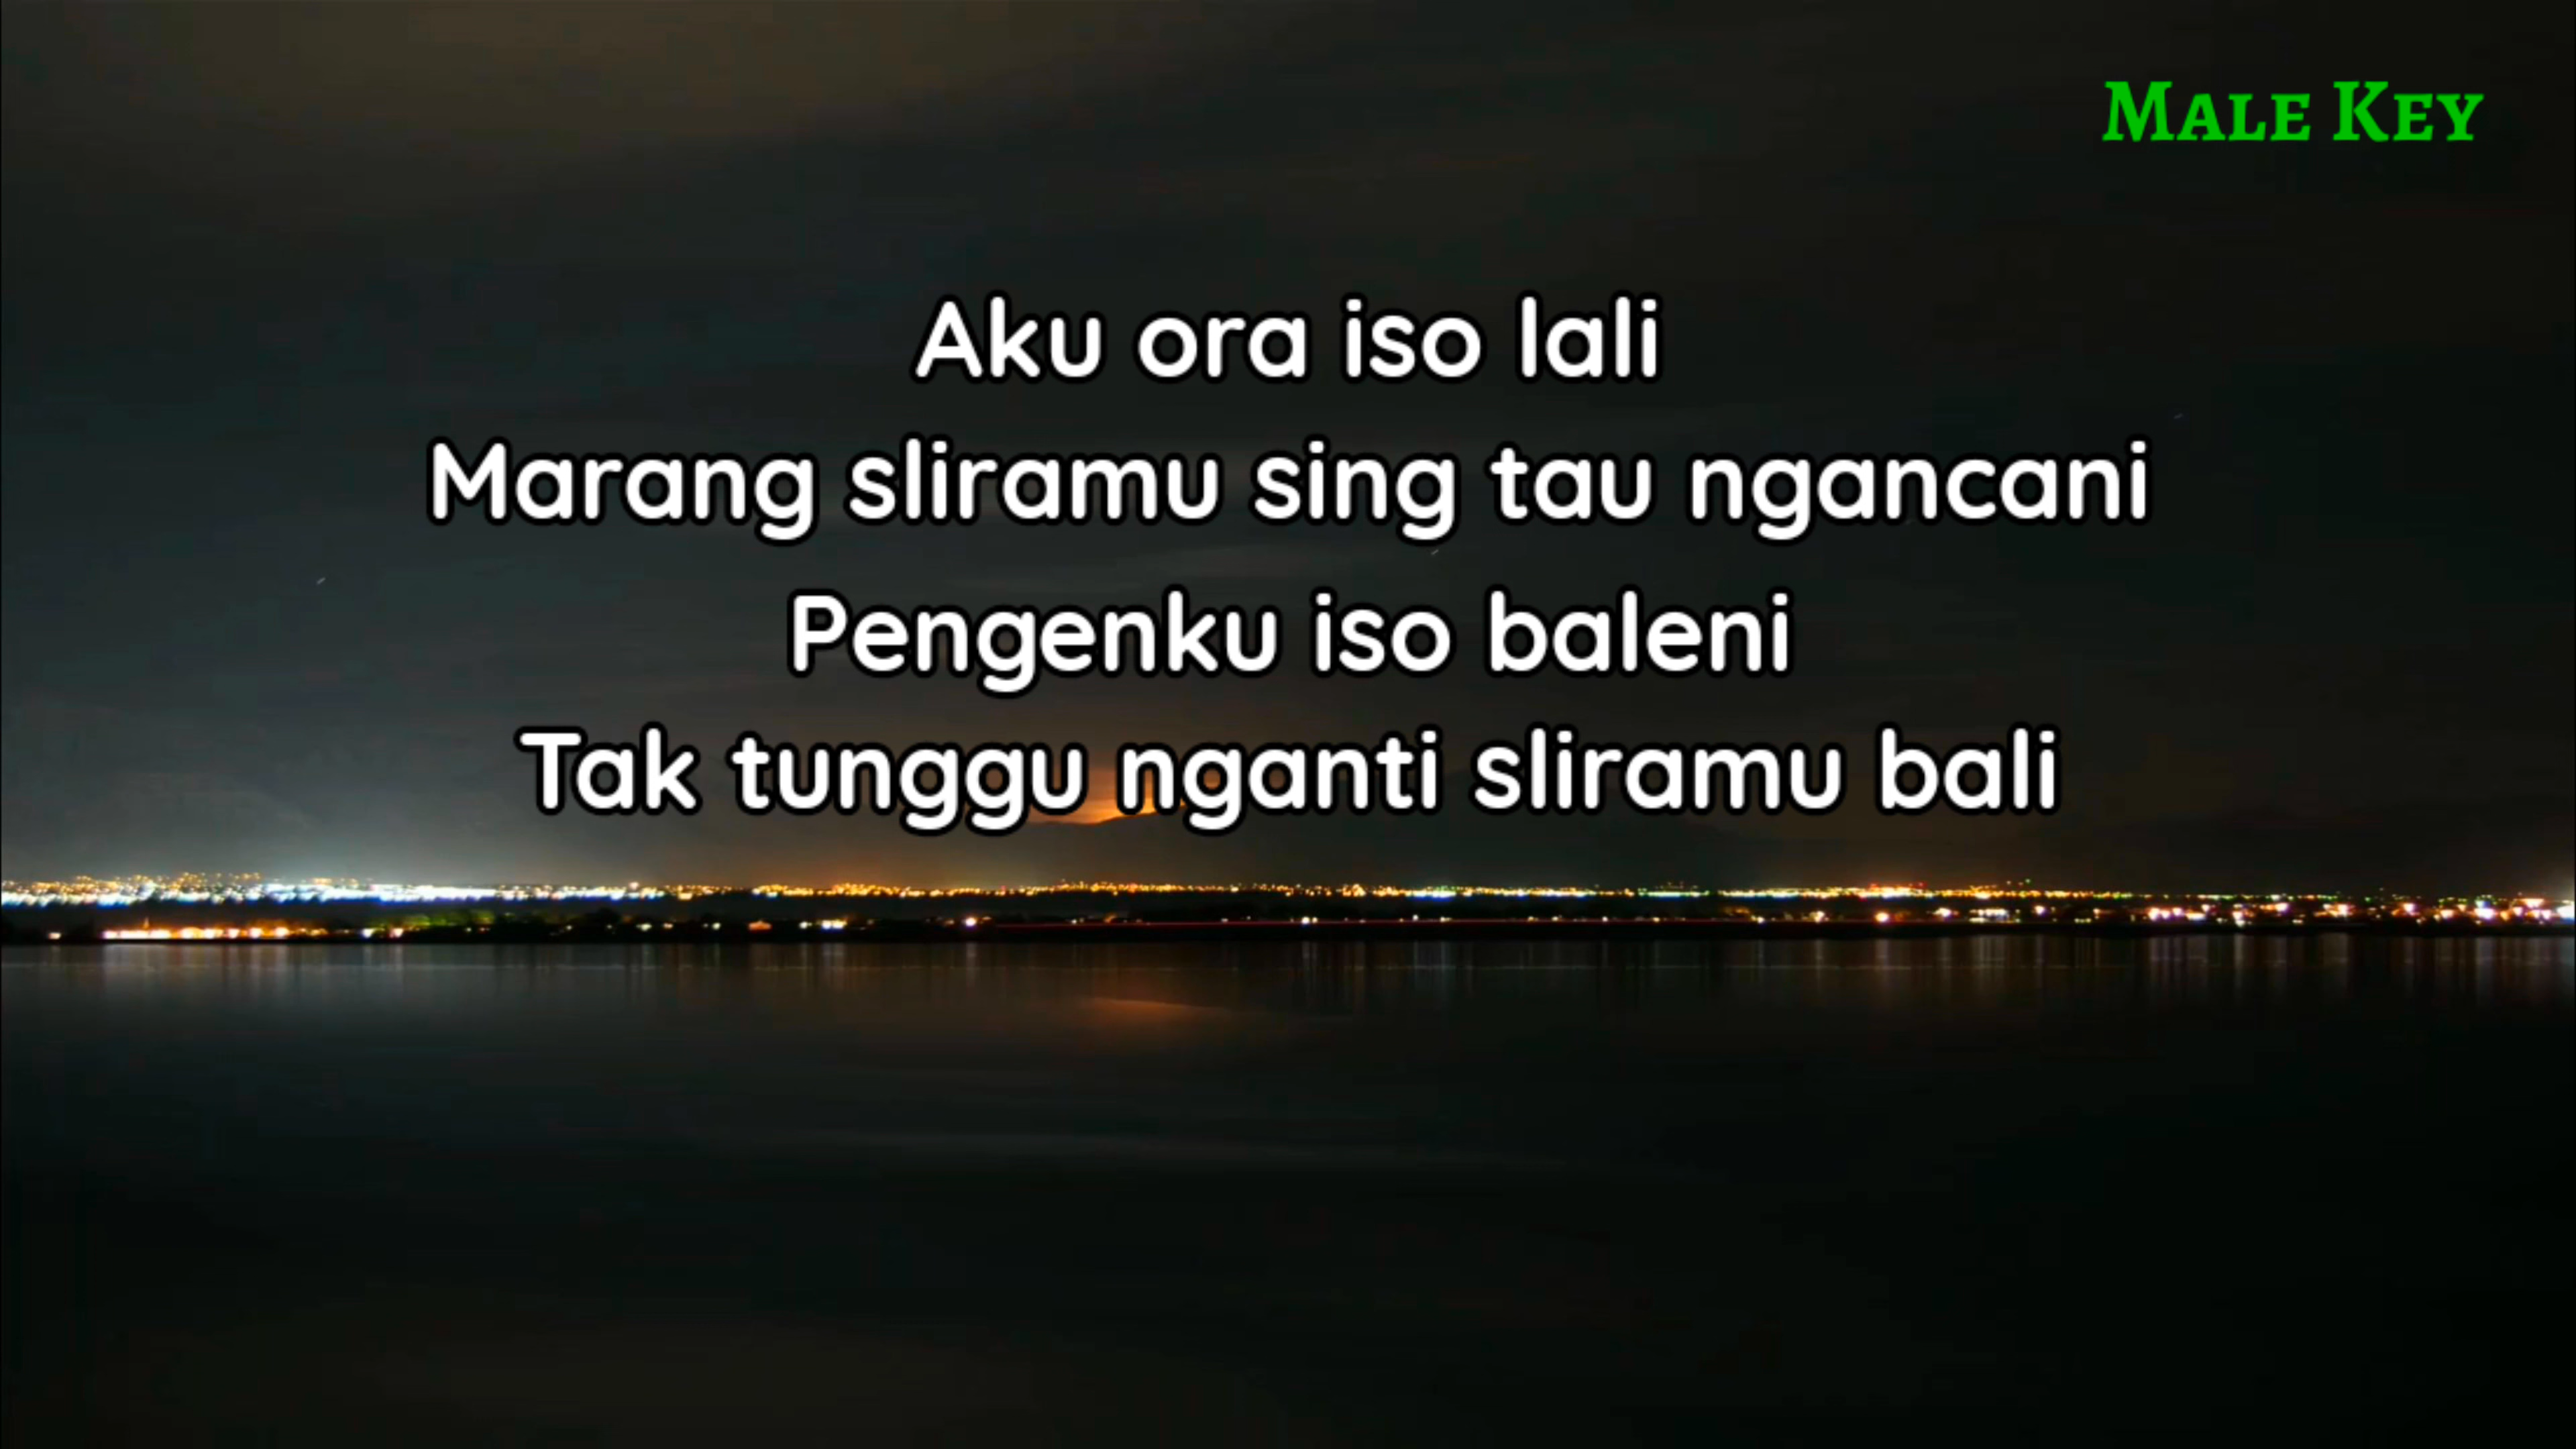 Male Key
Aku ora iso lali
Marang sliramu sing tau ngancani
Pengenku iso baleni
Tak tunggu nganti sliramu bali